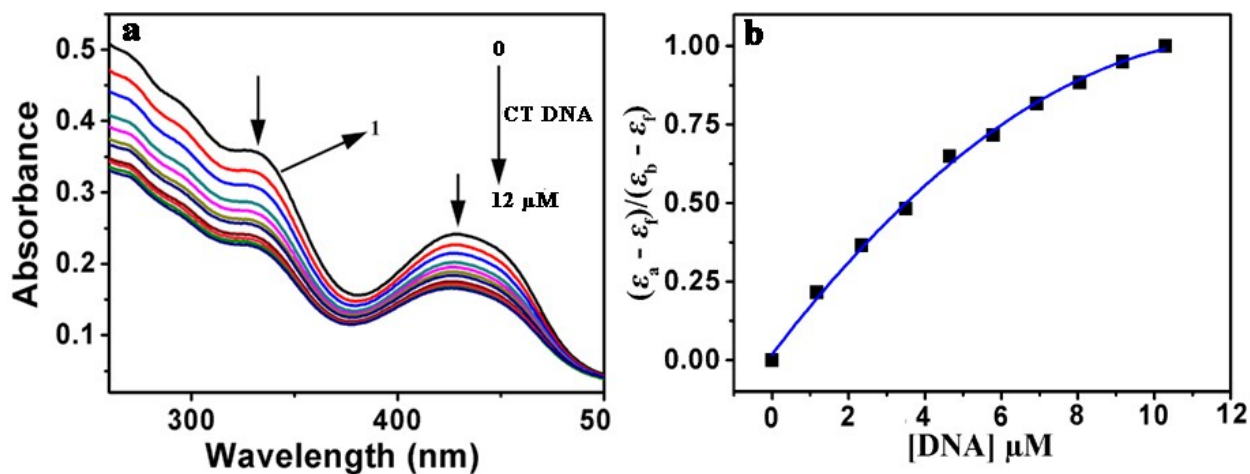 a
0
CT DNA
12 µM
1
0.5
0.4
0.3
0.2
0.1
Absorbance
300
400
50
Wavelength (nm)
b
1.00
0.75
0.50
0.25
0.00
(εa – εf)/(εb – εf)
0
2
4
6
8
10
12
[DNA] µM